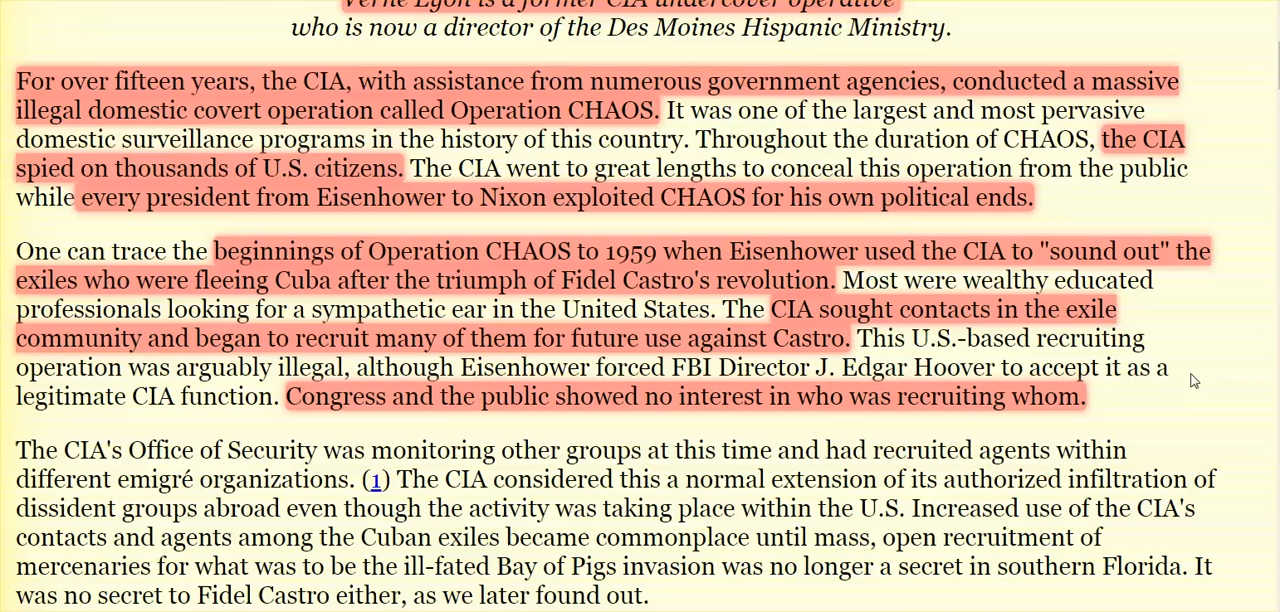 Verne Lyon is a former CIA undercover operative
who is now a director of the Des Moines Hispanic Ministry.
For over fifteen years, the CIA, with assistance from numerous government agencies, conducted a massive
illegal domestic covert operation called Operation CHAOS. It was one of the largest and most pervasive
domestic surveillance programs in the history of this country. Throughout the duration of CHAOS, the CIA
spied on thousands of U.S. citizens. The CIA went to great lengths to conceal this operation from the public
while every president from Eisenhower to Nixon exploited CHAOS for his own political ends.
One can trace the beginnings of Operation CHAOS to 1959 when Eisenhower used the CIA to "sound out" the
exiles who were fleeing Cuba after the triumph of Fidel Castro's revolution. Most were wealthy educated
professionals looking for a sympathetic ear in the United States. The CIA sought contacts in the exile
community and began to recruit many of them for future use against Castro. This U.S.-based recruiting
operation was arguably illegal, although Eisenhower forced FBI Director J. Edgar Hoover to accept it as a
legitimate CIA function. Congress and the public showed no interest in who was recruiting whom.
The CIA's Office of Security was monitoring other groups at this time and had recruited agents within
different emigré organizations. (1) The CIA considered this a normal extension of its authorized infiltration of
dissident groups abroad even though the activity was taking place within the U.S. Increased use of the CIA's
contacts and agents among the Cuban exiles became commonplace until mass, open recruitment of
mercenaries for what was to be the ill-fated Bay of Pigs invasion was no longer a secret in southern Florida. It
was no secret to Fidel Castro either, as we later found out.